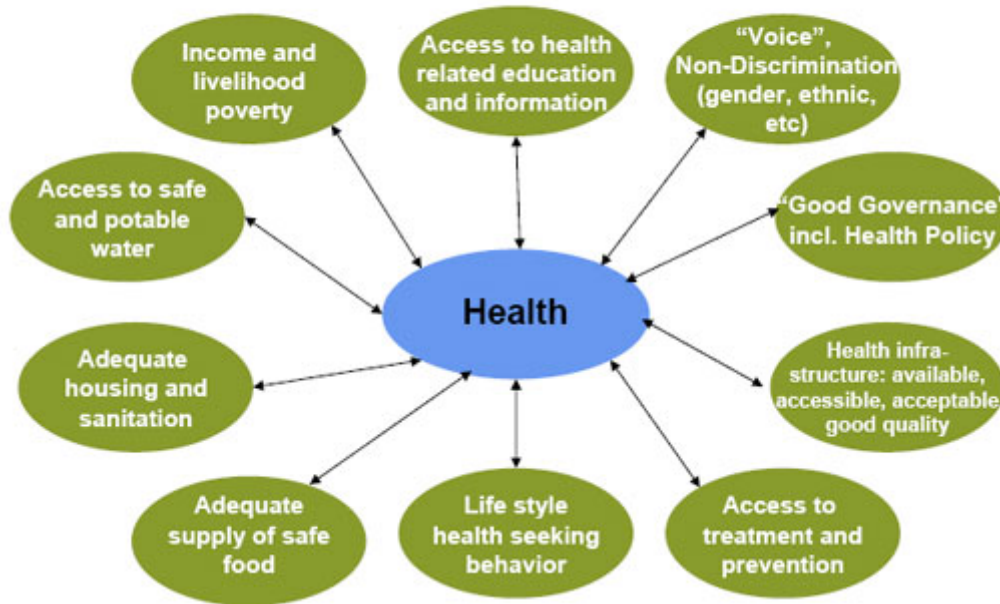 Income and
livelihood
poverty
Access to health
related education
and information
“Voice”,
Non-Discrimination
(gender, ethnic,
etc)
Access to safe
and potable
water
“Good Governance”
incl. Health Policy
Health
Adequate
housing and
sanitation
Health infra-
structure: available,
accessible, acceptable
good quality
Adequate
supply of safe
food
Life style
health seeking
behavior
Access to
treatment and
prevention